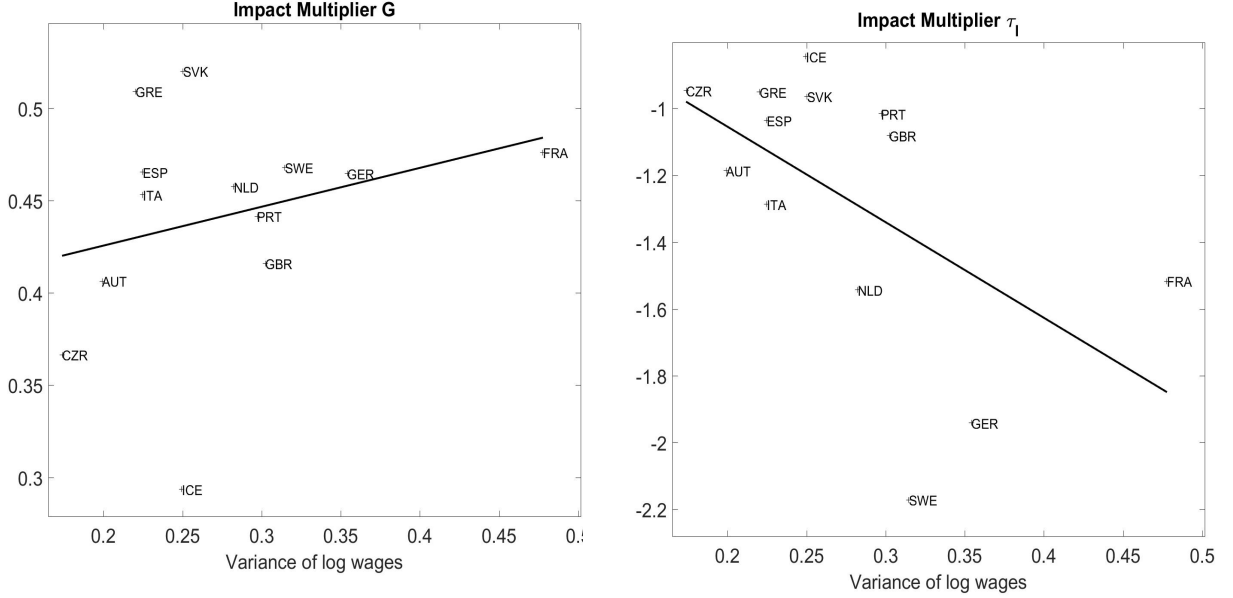 Impact Multiplier G
SVK
GRE
0.5
FRA
SWE
ESP
GER
NLD
ITA
0.45
PRT
GBR
AUT
0.4
CZR
0.35
ICE
0.3
0.2 0.25 0.3 0.35 0.4 0.45
Variance of log wages
Impact Multiplier τl
ICE
CZR
GRE
SVK
-1
PRT
ESP
GBR
AUT
-1.2
ITA
-1.4
FRA
NLD
-1.6
-1.8
GER
-2
SWE
-2.2
0.2 0.25 0.3 0.35 0.4 0.45 0.5
Variance of log wages